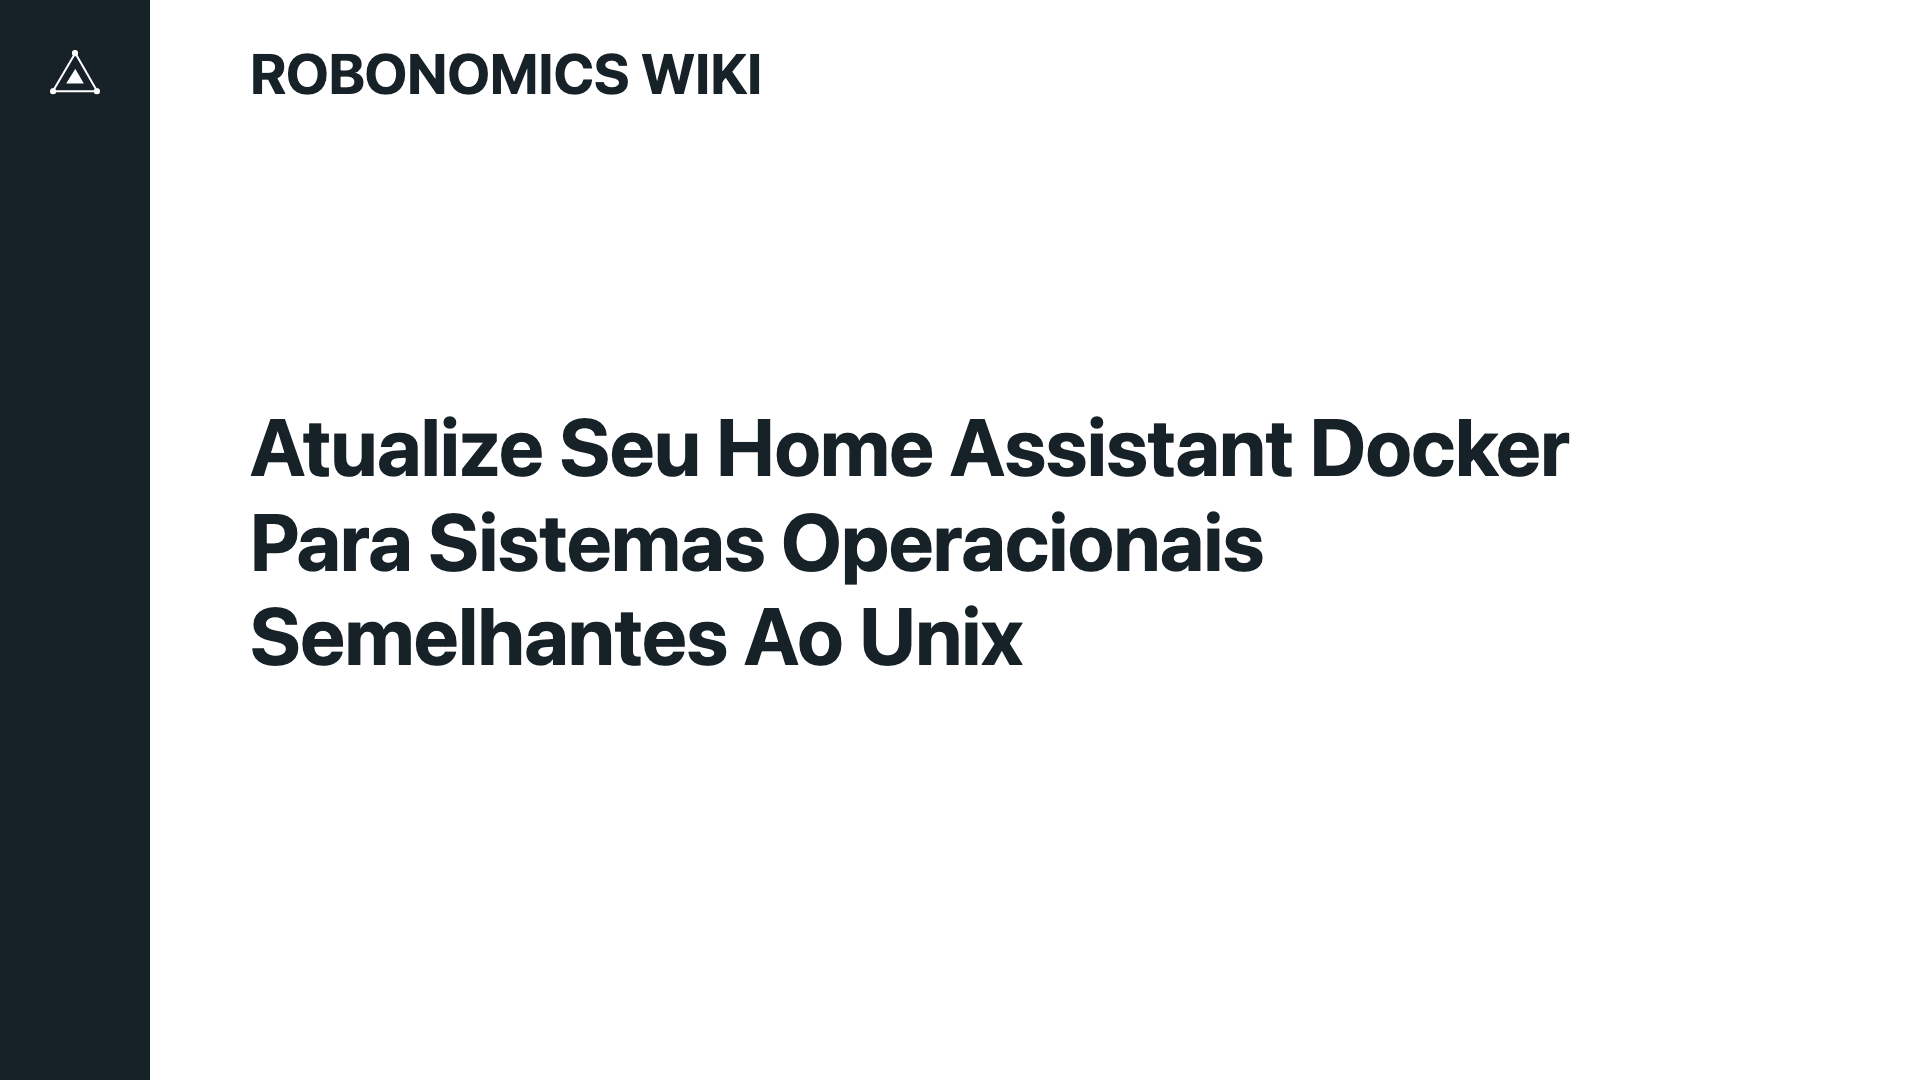 ROBONOMICS WIKI
Atualize Seu Home Assistant Docker
Para Sistemas Operacionais
Semelhantes Ao Unix